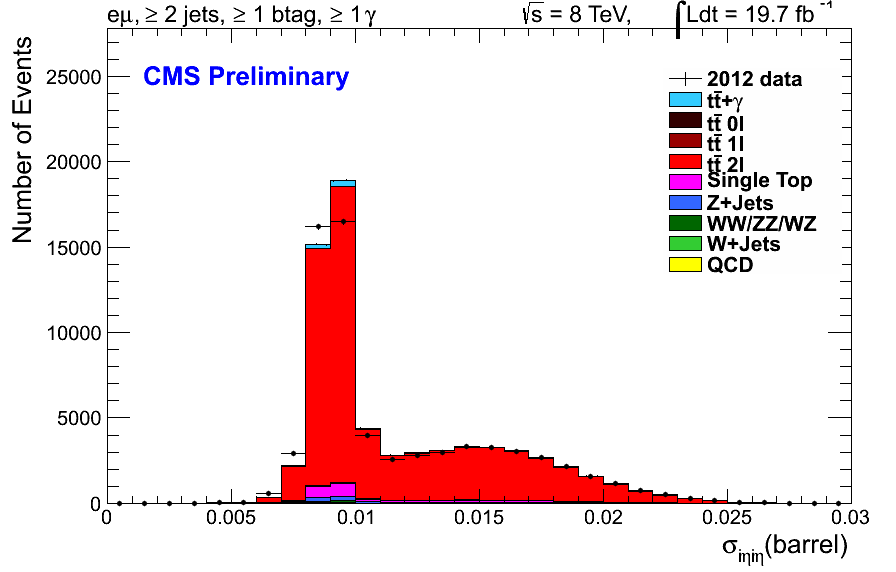 eμ, ≥ 2 jets, ≥ 1 btag, ≥ 1 γ
√s = 8 TeV, ∫Ldt = 19.7 fb⁻¹
CMS Preliminary
Number of Events
25000
20000
15000
10000
5000
0
2012 data
tt̄+γ
tt̄ 0l
tt̄ 1l
tt̄ 2l
Single Top
Z+Jets
WW/ZZ/WZ
W+Jets
QCD
0 0.005 0.01 0.015 0.02 0.025 0.03
σiηiη(barrel)